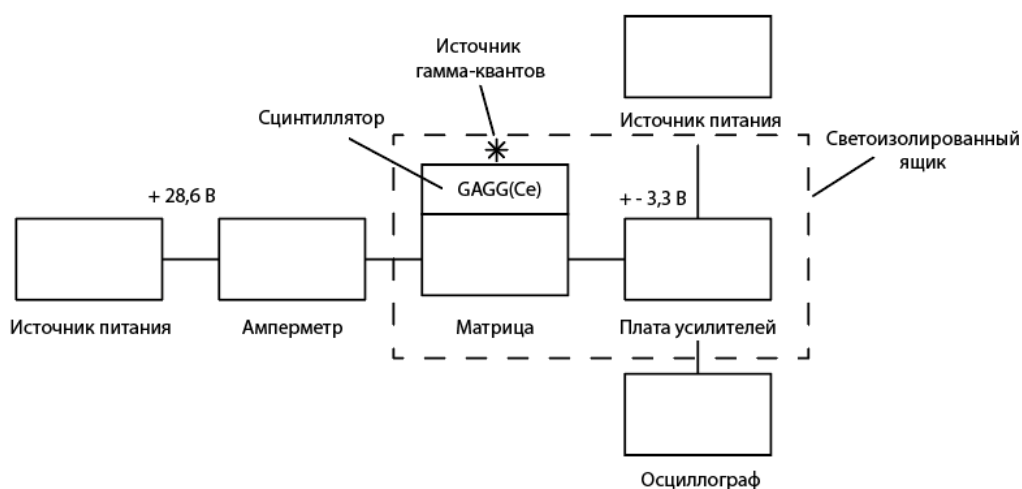 Источник
гамма-квантов
Сцинтиллятор
Источник питания
Светоизолированный
ящик
GAGG(Ce)
+ 28,6 В
+ - 3,3 В
Источник питания
Амперметр
Матрица
Плата усилителей
Осциллограф